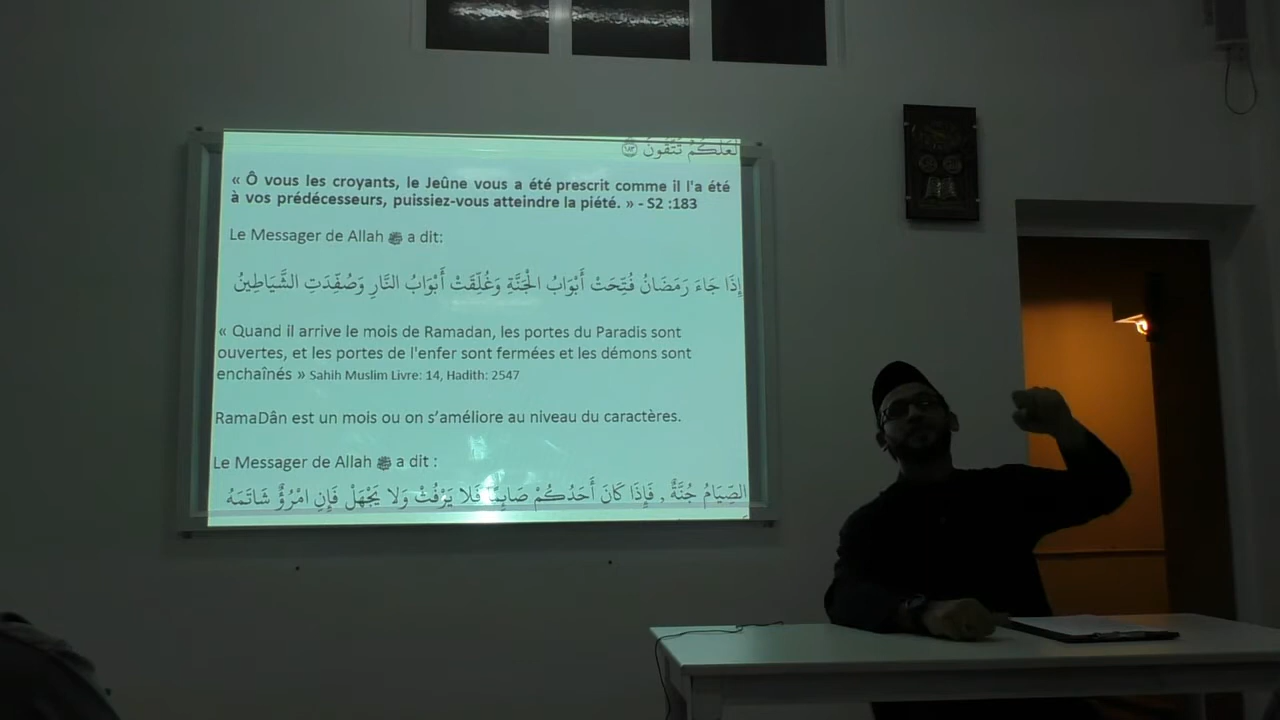 لَعَلَّكُمْ تَتَّقُونَ ١٨٣
« Ô vous les croyants, le Jeûne vous a été prescrit comme il l'a été
à vos prédécesseurs, puissiez-vous atteindre la piété. » - S2 :183
Le Messager de Allah ﷺ a dit:
إِذَا جَاءَ رَمَضَانُ فُتِّحَتْ أَبْوَابُ الْجَنَّةِ وَغُلِّقَتْ أَبْوَابُ النَّارِ وَصُفِّدَتِ الشَّيَاطِينُ
« Quand il arrive le mois de Ramadan, les portes du Paradis sont
ouvertes, et les portes de l'enfer sont fermées et les démons sont
enchaînés » Sahih Muslim Livre: 14, Hadith: 2547
RamaDân est un mois ou on s’améliore au niveau du caractères.
Le Messager de Allah ﷺ a dit :
الصِّيَامُ جُنَّةٌ , فَإِذَا كَانَ أَحَدُكُمْ صَائِمًا فَلا يَرْفُثْ وَلا يَجْهَلْ فَإِنِ امْرُؤٌ شَاتَمَهُ